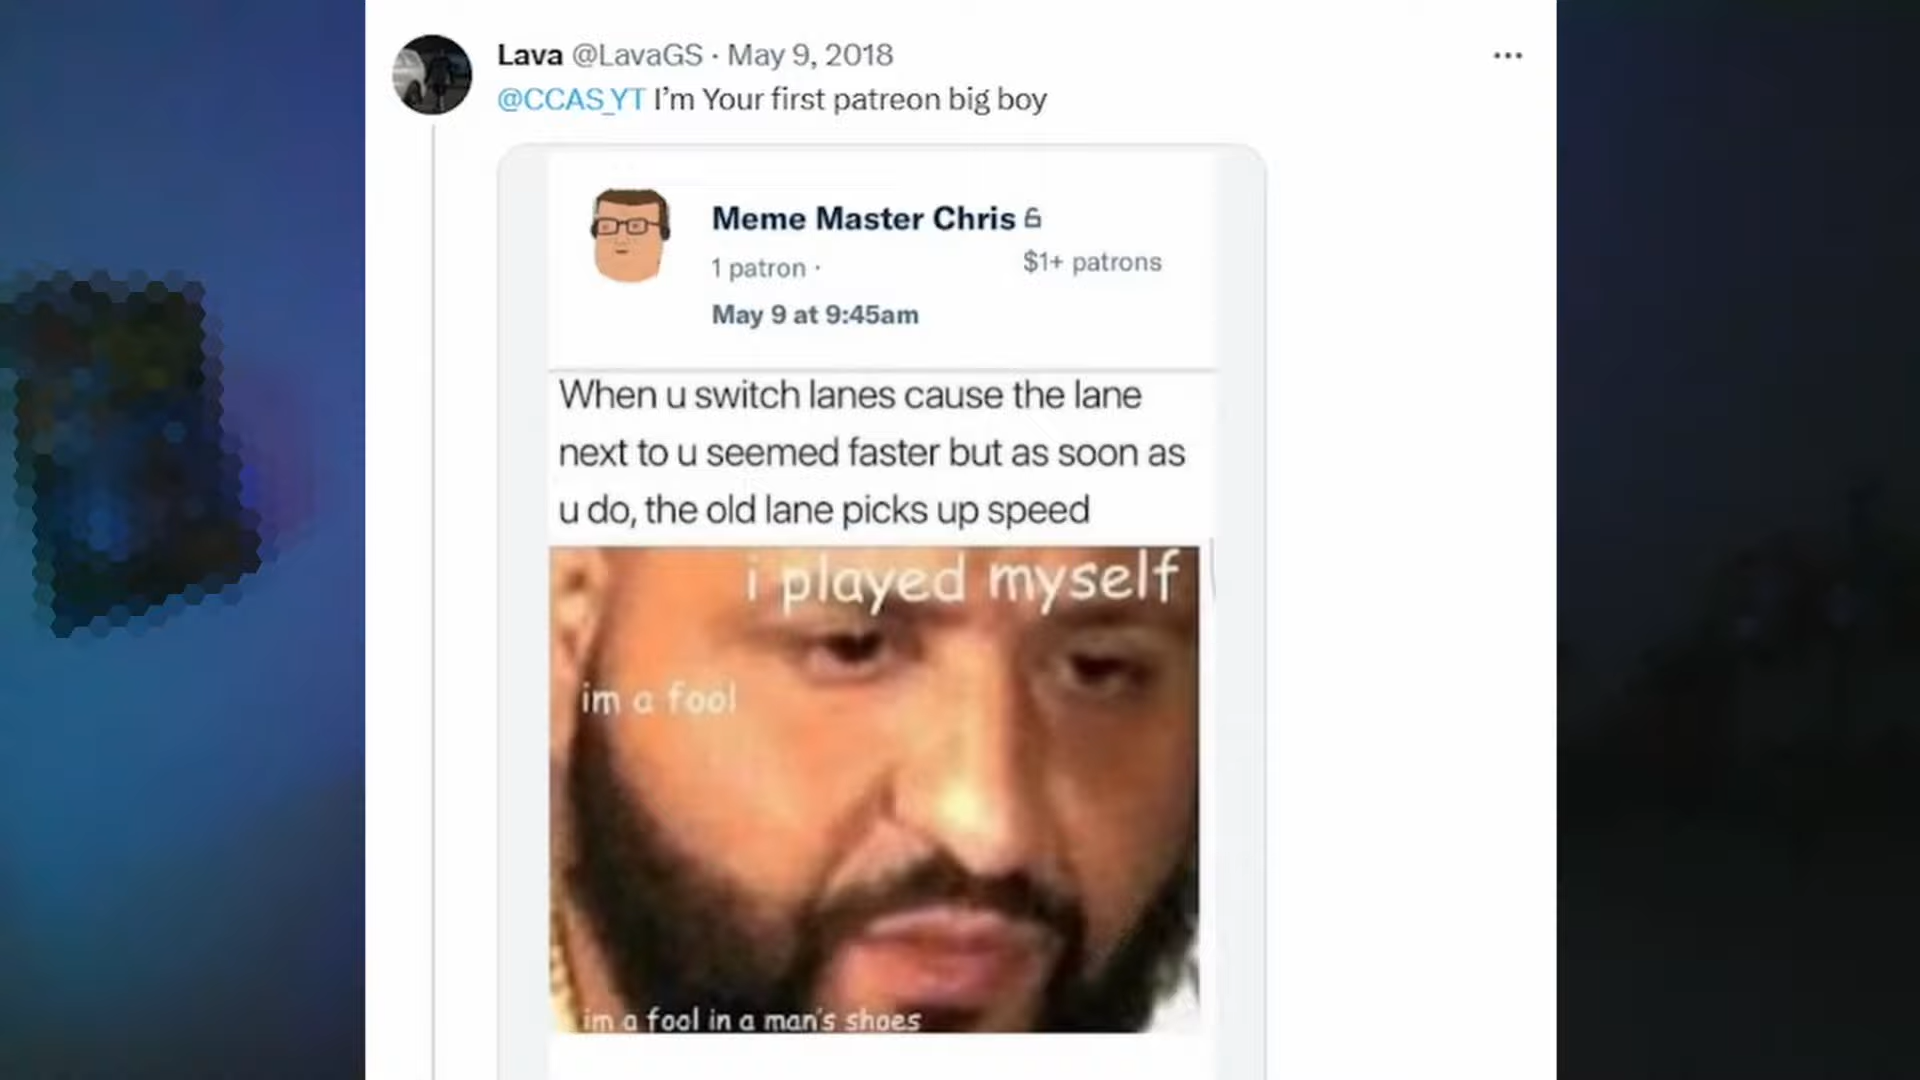 Lava @LavaGS · May 9, 2018
@CCAS_YT I'm Your first patreon big boy
Meme Master Chris
1 patron ·
$1+ patrons
May 9 at 9:45am
When u switch lanes cause the lane
next to u seemed faster but as soon as
u do, the old lane picks up speed
i played myself
im a fool
im a fool in a man's shoes